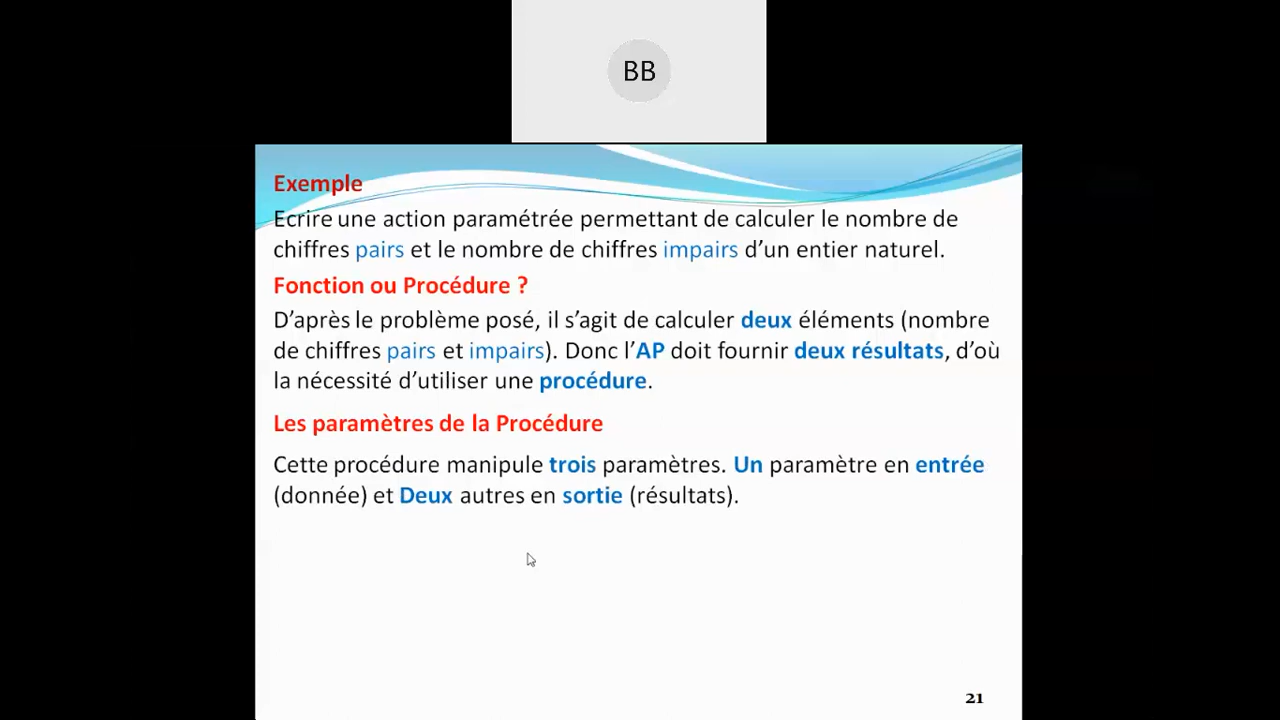 BB
Exemple
Ecrire une action paramétrée permettant de calculer le nombre de
chiffres pairs et le nombre de chiffres impairs d’un entier naturel.
Fonction ou Procédure ?
D’après le problème posé, il s’agit de calculer deux éléments (nombre
de chiffres pairs et impairs). Donc l’AP doit fournir deux résultats, d’où
la nécessité d’utiliser une procédure.
Les paramètres de la Procédure
Cette procédure manipule trois paramètres. Un paramètre en entrée
(donnée) et Deux autres en sortie (résultats).
21